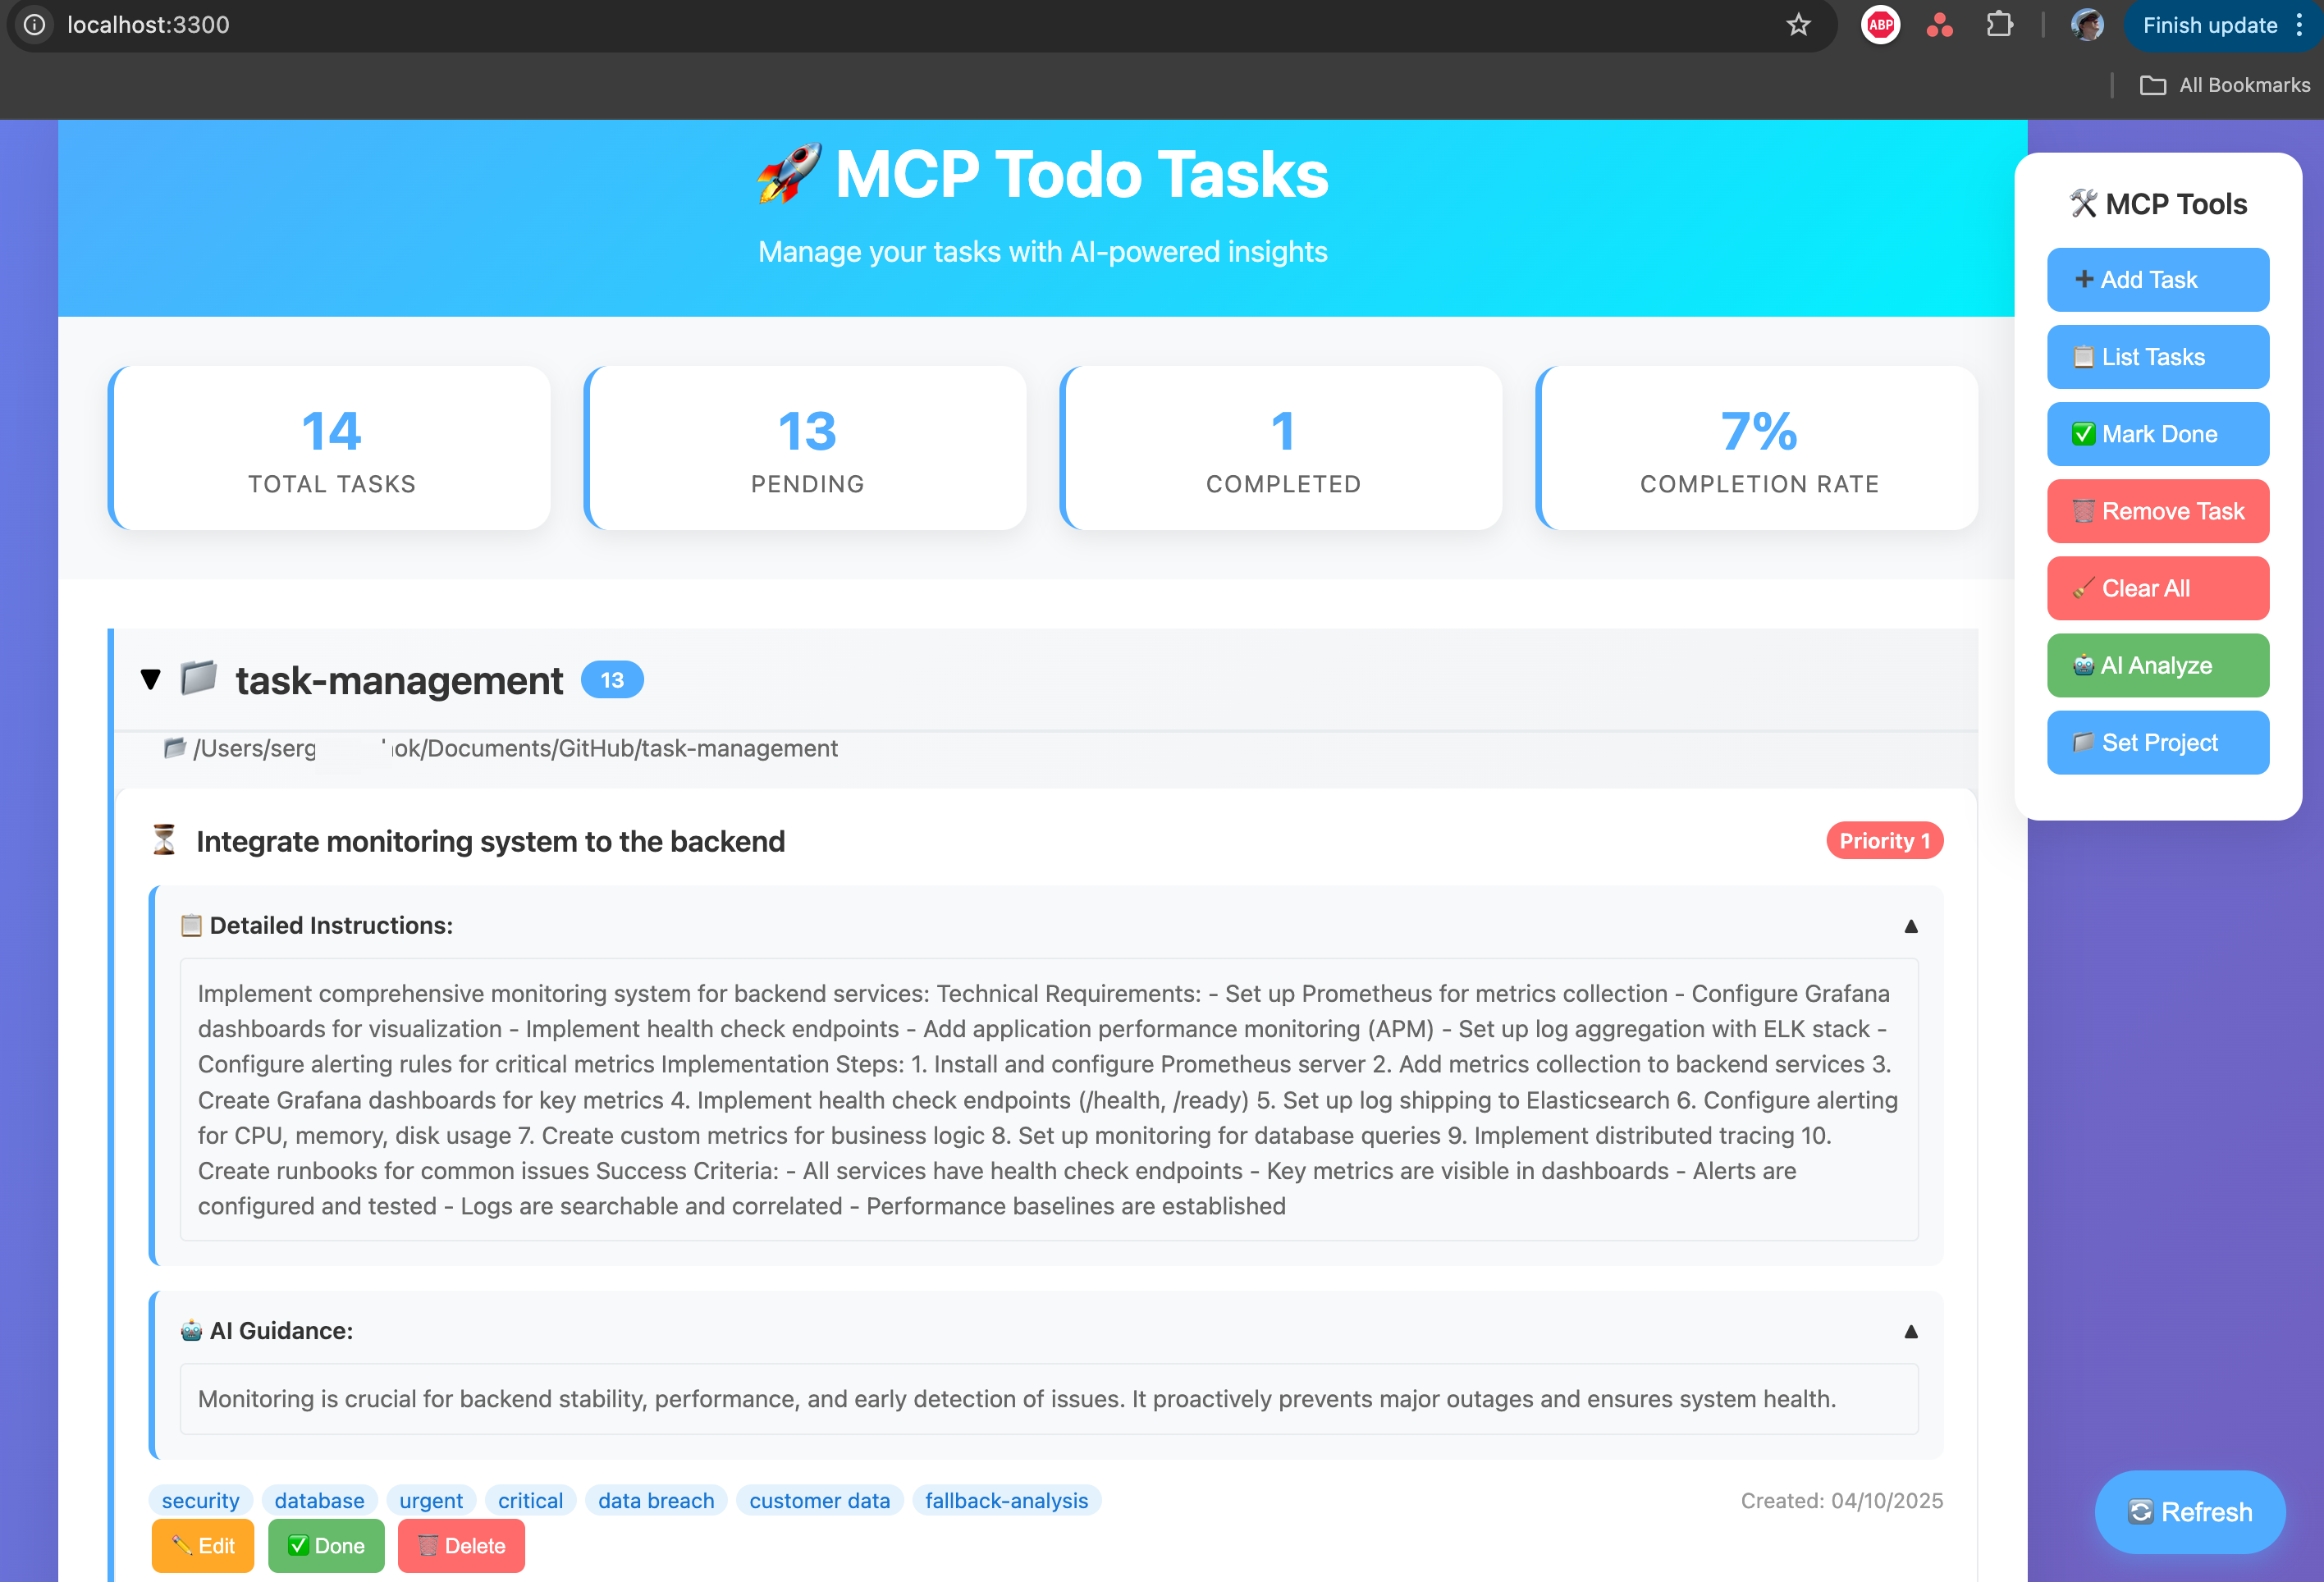 localhost:3300
ABP
Finish update
All Bookmarks
MCP Todo Tasks
Manage your tasks with AI-powered insights
14
TOTAL TASKS
13
PENDING
1
COMPLETED
7%
COMPLETION RATE
task-management 13
/Users/serg ok/Documents/GitHub/task-management
Integrate monitoring system to the backend
Priority 1
Detailed Instructions:
Implement comprehensive monitoring system for backend services: Technical Requirements: - Set up Prometheus for metrics collection - Configure Grafana
dashboards for visualization - Implement health check endpoints - Add application performance monitoring (APM) - Set up log aggregation with ELK stack -
Configure alerting rules for critical metrics Implementation Steps: 1. Install and configure Prometheus server 2. Add metrics collection to backend services 3.
Create Grafana dashboards for key metrics 4. Implement health check endpoints (/health, /ready) 5. Set up log shipping to Elasticsearch 6. Configure alerting
for CPU, memory, disk usage 7. Create custom metrics for business logic 8. Set up monitoring for database queries 9. Implement distributed tracing 10.
Create runbooks for common issues Success Criteria: - All services have health check endpoints - Key metrics are visible in dashboards - Alerts are
configured and tested - Logs are searchable and correlated - Performance baselines are established
AI Guidance:
Monitoring is crucial for backend stability, performance, and early detection of issues. It proactively prevents major outages and ensures system health.
security database urgent critical data breach customer data fallback-analysis
Created: 04/10/2025
Edit Done Delete
MCP Tools
Add Task
List Tasks
Mark Done
Remove Task
Clear All
AI Analyze
Set Project
Refresh